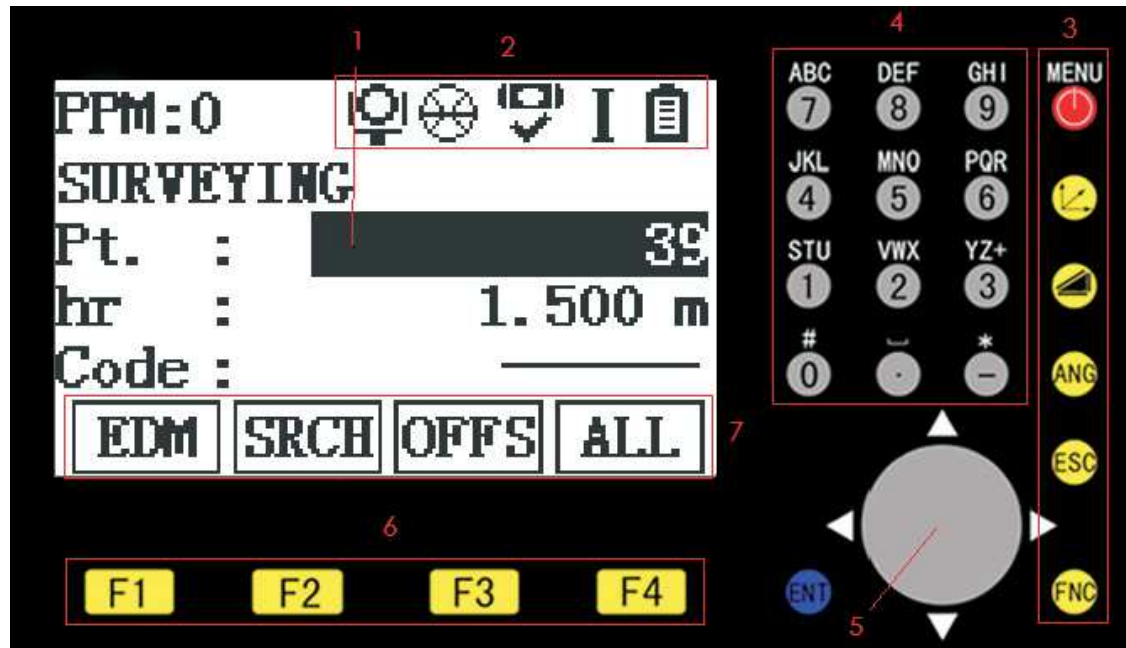 1
2
4
3
PPM:0
I
SURVEYING
Pt. : 39
hr : 1.500 m
Code :
EDM SRCH OFFS ALL
7
6
F1 F2 F3 F4
ABC DEF GHI
7 8 9
JKL MNO PQR
4 5 6
STU VWX YZ+
1 2 3
# ⎵ *
0 . -
MENU
ANG
ESC
FNC
ENT
5